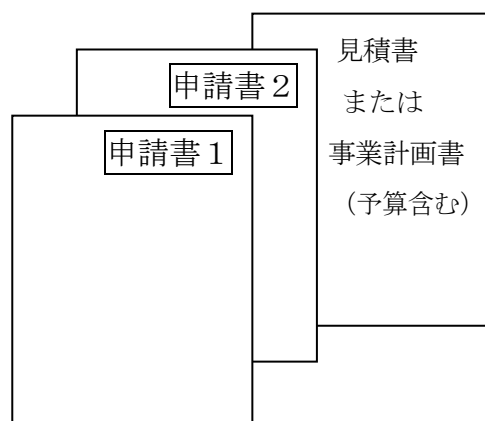 見積書
または
事業計画書
（予算含む）
申請書２
申請書１